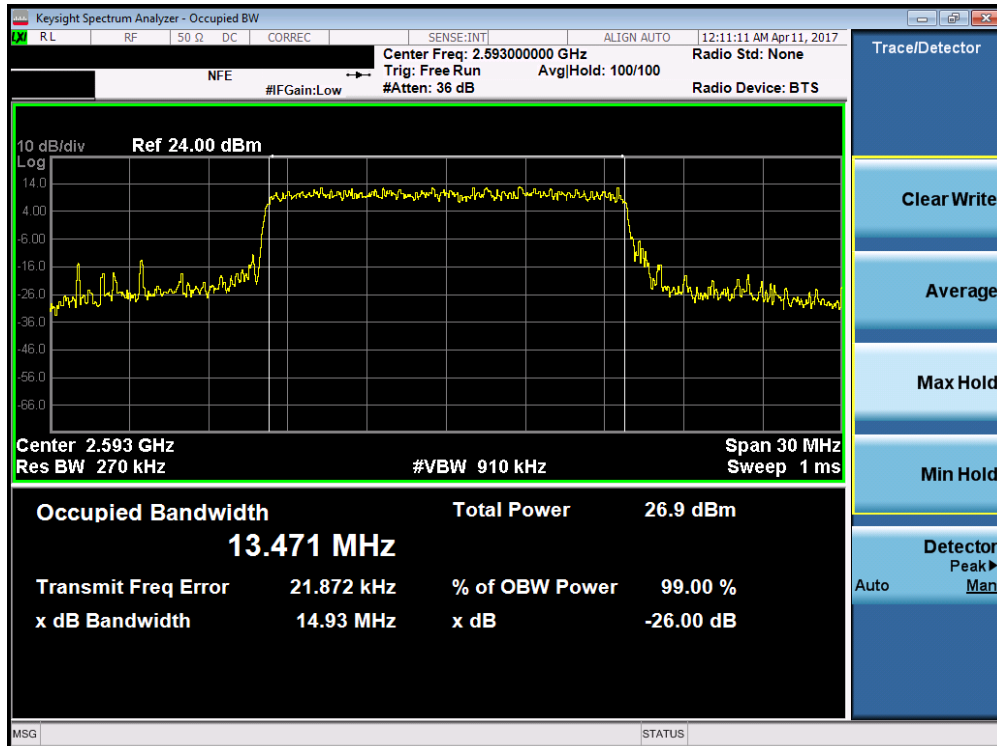 Keysight Spectrum Analyzer - Occupied BW
LXI RL RF 50 Ω DC CORREC SENSE:INT ALIGN AUTO 12:11:11 AM Apr 11, 2017
Center Freq: 2.593000000 GHz Radio Std: None
NFE Trig: Free Run Avg|Hold: 100/100
#IFGain:Low #Atten: 36 dB Radio Device: BTS
10 dB/div Ref 24.00 dBm
Log
14.0
4.00
-6.00
-16.0
-26.0
-36.0
-46.0
-56.0
-66.0
Center 2.593 GHz Span 30 MHz
Res BW 270 kHz #VBW 910 kHz Sweep 1 ms
Occupied Bandwidth Total Power 26.9 dBm
13.471 MHz
Transmit Freq Error 21.872 kHz % of OBW Power 99.00 %
x dB Bandwidth 14.93 MHz x dB -26.00 dB
Trace/Detector
Clear Write
Average
Max Hold
Min Hold
Detector
Peak▶
Auto Man
MSG STATUS